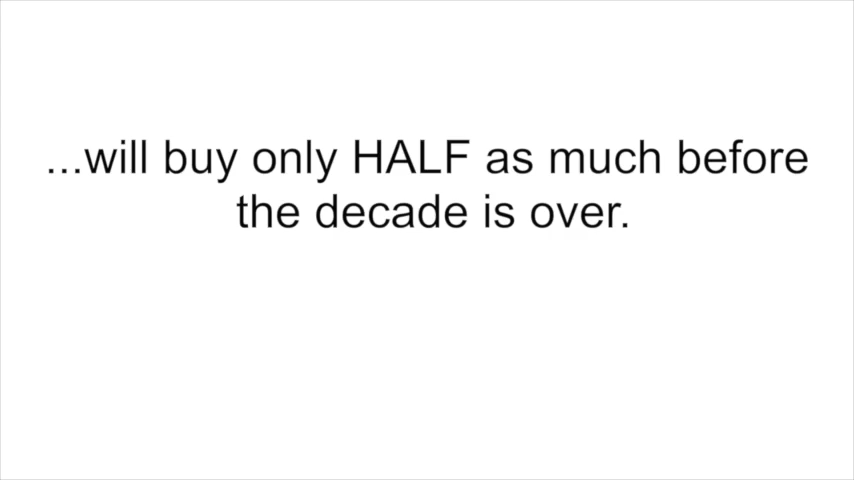 ...will buy only HALF as much before
the decade is over.